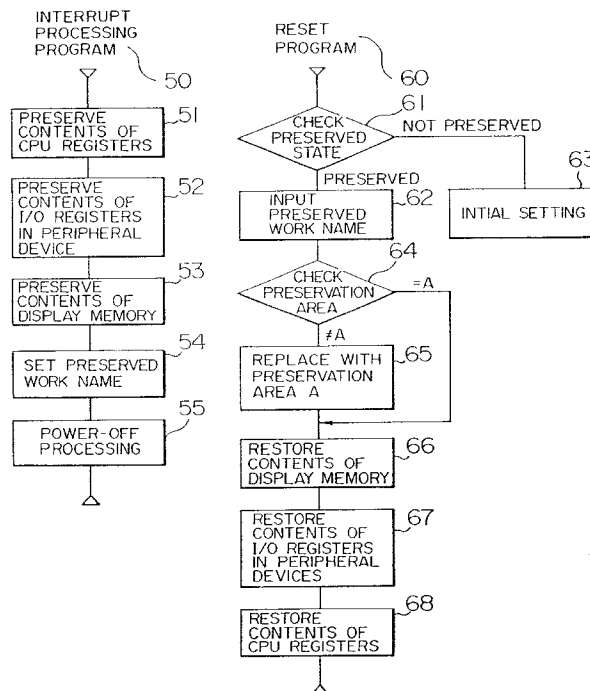 INTERRUPT
PROCESSING
PROGRAM
50
PRESERVE
CONTENTS OF
CPU REGISTERS
51
PRESERVE
CONTENTS OF
I/O REGISTERS
IN PERIPHERAL
DEVICE
52
PRESERVE
CONTENTS OF
DISPLAY MEMORY
53
SET PRESERVED
WORK NAME
54
POWER-OFF
PROCESSING
55
RESET
PROGRAM
60
CHECK
PRESERVED
STATE
61
NOT PRESERVED
PRESERVED
INPUT
PRESERVED
WORK NAME
62
INTIAL SETTING
63
CHECK
PRESERVATION
AREA
64
=A
≠A
REPLACE WITH
PRESERVATION
AREA A
65
RESTORE
CONTENTS OF
DISPLAY MEMORY
66
RESTORE
CONTENTS OF
I/O REGISTERS
IN PERIPHERAL
DEVICES
67
RESTORE
CONTENTS OF
CPU REGISTERS
68